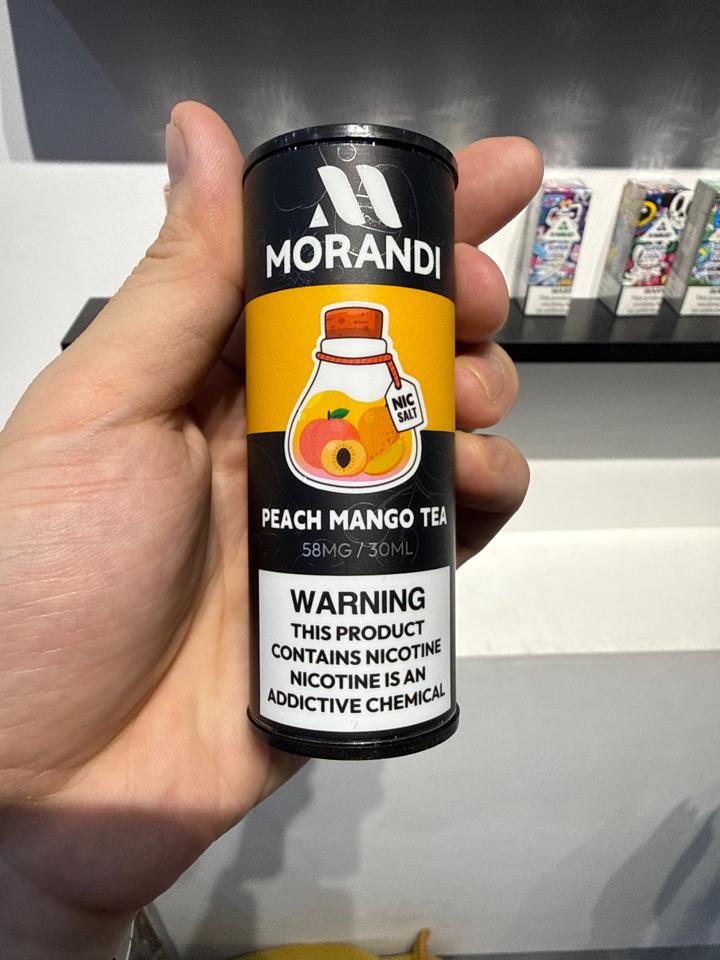 MORANDI
NIC
SALT
PEACH MANGO TEA
58MG / 30ML
WARNING
THIS PRODUCT
CONTAINS NICOTINE
NICOTINE IS AN
ADDICTIVE CHEMICAL